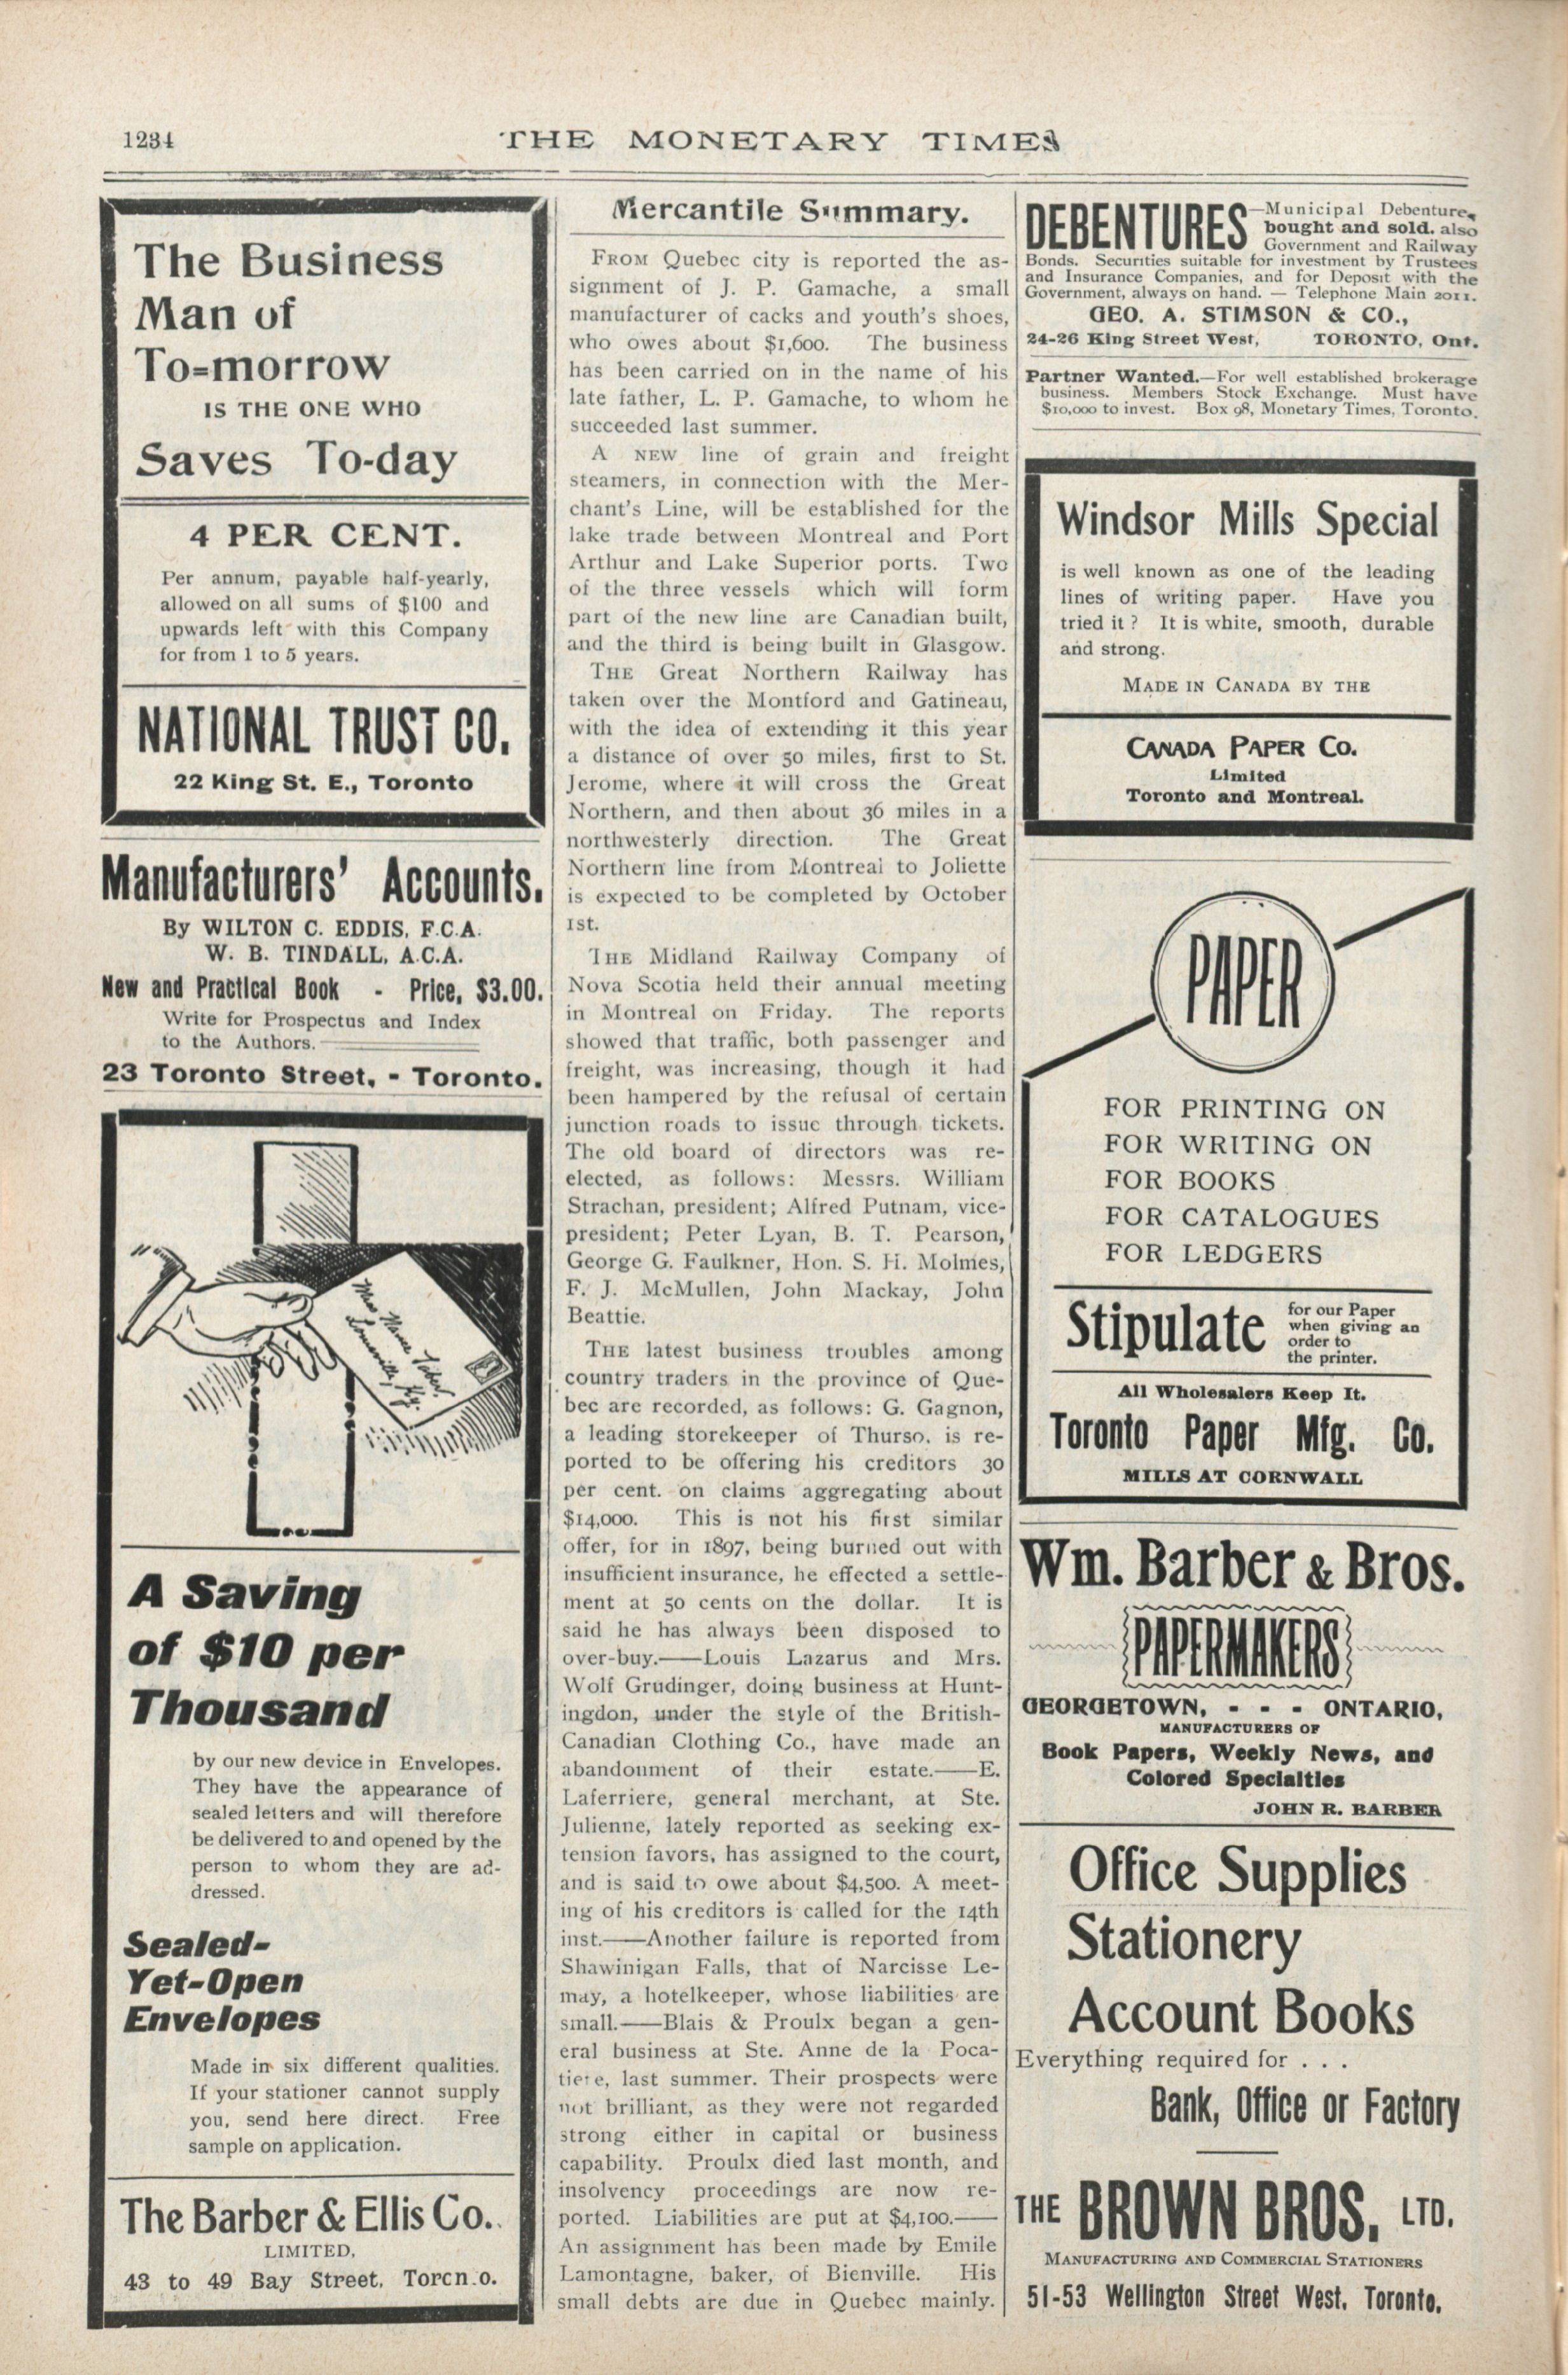 1234
THE MONETARY TIMES
The Business
Man of
To=morrow
IS THE ONE WHO
Saves To-day
4 PER CENT.
Per annum, payable half-yearly,
allowed on all sums of $100 and
upwards left with this Company
for from 1 to 5 years.
NATIONAL TRUST CO.
22 King St. E., Toronto
Manufacturers' Accounts.
By WILTON C. EDDIS, F.C.A.
W. B. TINDALL, A.C.A.
New and Practical Book - Price, $3.00.
Write for Prospectus and Index
to the Authors.
23 Toronto Street, - Toronto.
Louisville, Ky.
A Saving
of $10 per
Thousand
by our new device in Envelopes.
They have the appearance of
sealed letters and will therefore
be delivered to and opened by the
person to whom they are ad-
dressed.
Sealed-
Yet-Open
Envelopes
Made in six different qualities.
If your stationer cannot supply
you, send here direct. Free
sample on application.
The Barber & Ellis Co.
LIMITED,
43 to 49 Bay Street, Torcn.o.
Mercantile Summary.
FROM Quebec city is reported the as-
signment of J. P. Gamache, a small
manufacturer of cacks and youth's shoes,
who owes about $1,600. The business
has been carried on in the name of his
late father, L. P. Gamache, to whom he
succeeded last summer.
A NEW line of grain and freight
steamers, in connection with the Mer-
chant's Line, will be established for the
lake trade between Montreal and Port
Arthur and Lake Superior ports. Two
of the three vessels which will form
part of the new line are Canadian built,
and the third is being built in Glasgow.
THE Great Northern Railway has
taken over the Montford and Gatineau,
with the idea of extending it this year
a distance of over 50 miles, first to St.
Jerome, where it will cross the Great
Northern, and then about 36 miles in a
northwesterly direction. The Great
Northern line from Montreal to Joliette
is expected to be completed by October
1st.
THE Midland Railway Company of
Nova Scotia held their annual meeting
in Montreal on Friday. The reports
showed that traffic, both passenger and
freight, was increasing, though it had
been hampered by the refusal of certain
junction roads to issue through tickets.
The old board of directors was re-
elected, as follows: Messrs. William
Strachan, president; Alfred Putnam, vice-
president; Peter Lyan, B. T. Pearson,
George G. Faulkner, Hon. S. H. Molmes,
F. J. McMullen, John Mackay, John
Beattie.
THE latest business troubles among
country traders in the province of Que-
bec are recorded, as follows: G. Gagnon,
a leading storekeeper of Thurso, is re-
ported to be offering his creditors 30
per cent. on claims aggregating about
$14,000. This is not his first similar
offer, for in 1897, being burned out with
insufficient insurance, he effected a settle-
ment at 50 cents on the dollar. It is
said he has always been disposed to
over-buy.——Louis Lazarus and Mrs.
Wolf Grudinger, doing business at Hunt-
ingdon, under the style of the British-
Canadian Clothing Co., have made an
abandonment of their estate.——E.
Laferriere, general merchant, at Ste.
Julienne, lately reported as seeking ex-
tension favors, has assigned to the court,
and is said to owe about $4,500. A meet-
ing of his creditors is called for the 14th
inst.——Another failure is reported from
Shawinigan Falls, that of Narcisse Le-
may, a hotelkeeper, whose liabilities are
small.——Blais & Proulx began a gen-
eral business at Ste. Anne de la Poca-
tiere, last summer. Their prospects were
not brilliant, as they were not regarded
strong either in capital or business
capability. Proulx died last month, and
insolvency proceedings are now re-
ported. Liabilities are put at $4,100.——
An assignment has been made by Emile
Lamontagne, baker, of Bienville. His
small debts are due in Quebec mainly.
DEBENTURES—Municipal Debentures
bought and sold, also
Government and Railway
Bonds. Securities suitable for investment by Trustees
and Insurance Companies, and for Deposit with the
Government, always on hand. — Telephone Main 2011.
GEO. A. STIMSON & CO.,
24-26 King Street West, TORONTO, Ont.
Partner Wanted.—For well established brokerage
business. Members Stock Exchange. Must have
$10,000 to invest. Box 98, Monetary Times, Toronto.
Windsor Mills Special
is well known as one of the leading
lines of writing paper. Have you
tried it? It is white, smooth, durable
and strong.
MADE IN CANADA BY THE
CANADA PAPER CO.
Limited
Toronto and Montreal.
PAPER
FOR PRINTING ON
FOR WRITING ON
FOR BOOKS
FOR CATALOGUES
FOR LEDGERS
Stipulate for our Paper
when giving an
order to
the printer.
All Wholesalers Keep It.
Toronto Paper Mfg. Co.
MILLS AT CORNWALL
Wm. Barber & Bros.
PAPERMAKERS
GEORGETOWN, - - - ONTARIO,
MANUFACTURERS OF
Book Papers, Weekly News, and
Colored Specialties
JOHN R. BARBER
Office Supplies
Stationery
Account Books
Everything required for . . .
Bank, Office or Factory
THE BROWN BROS. LTD.
MANUFACTURING AND COMMERCIAL STATIONERS
51-53 Wellington Street West, Toronto.